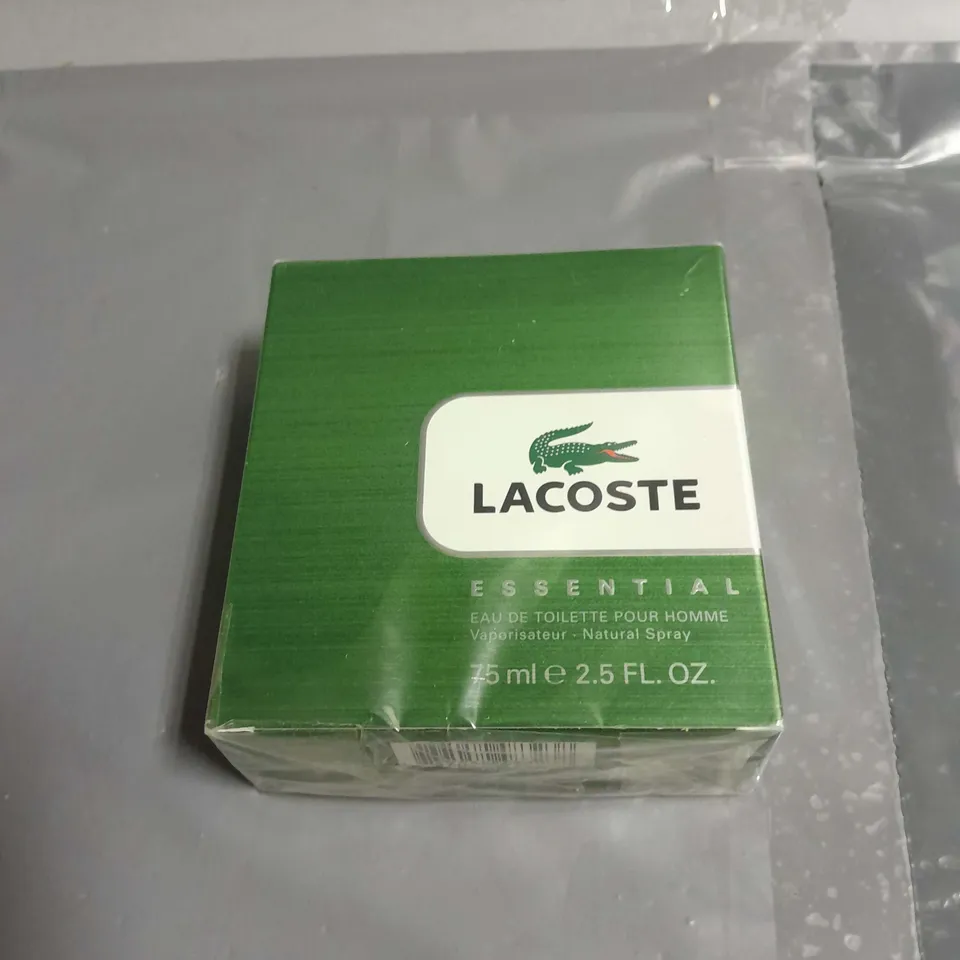 LACOSTE
ESSENTIAL
EAU DE TOILETTE POUR HOMME
Vaporisateur · Natural Spray
75 ml ℮ 2.5 FL. OZ.